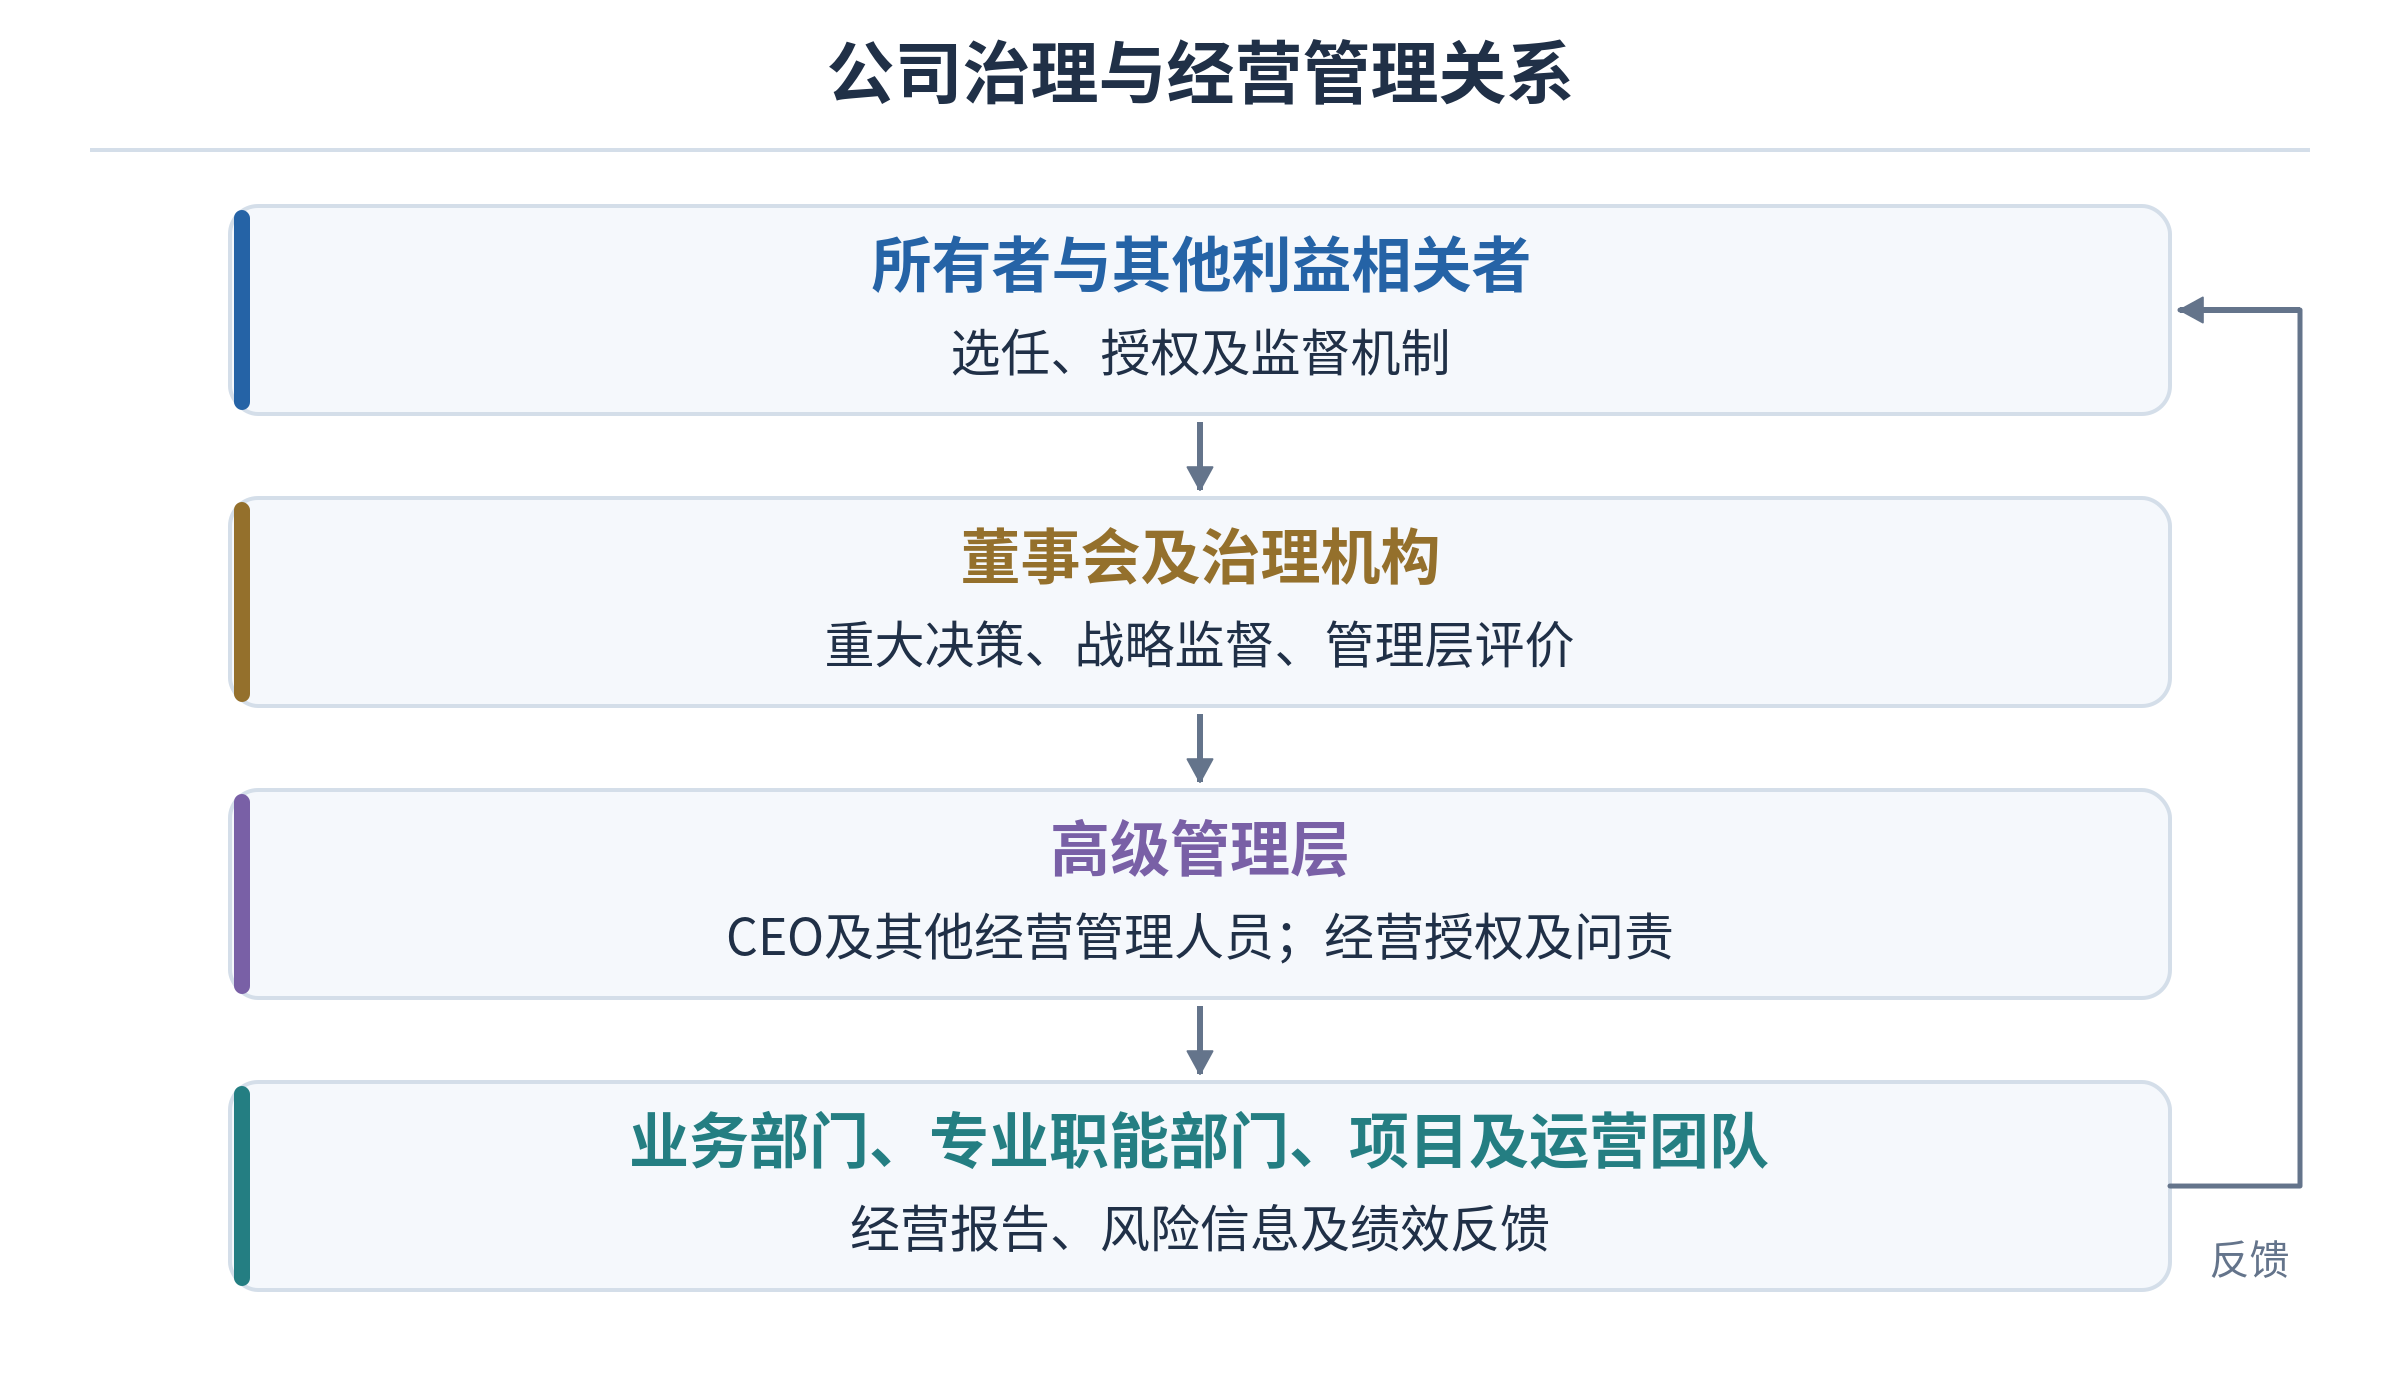 公司治理与经营管理关系
所有者与其他利益相关者
选任、授权及监督机制
董事会及治理机构
重大决策、战略监督、管理层评价
高级管理层
CEO及其他经营管理人员；经营授权及问责
业务部门、专业职能部门、项目及运营团队
经营报告、风险信息及绩效反馈
反馈